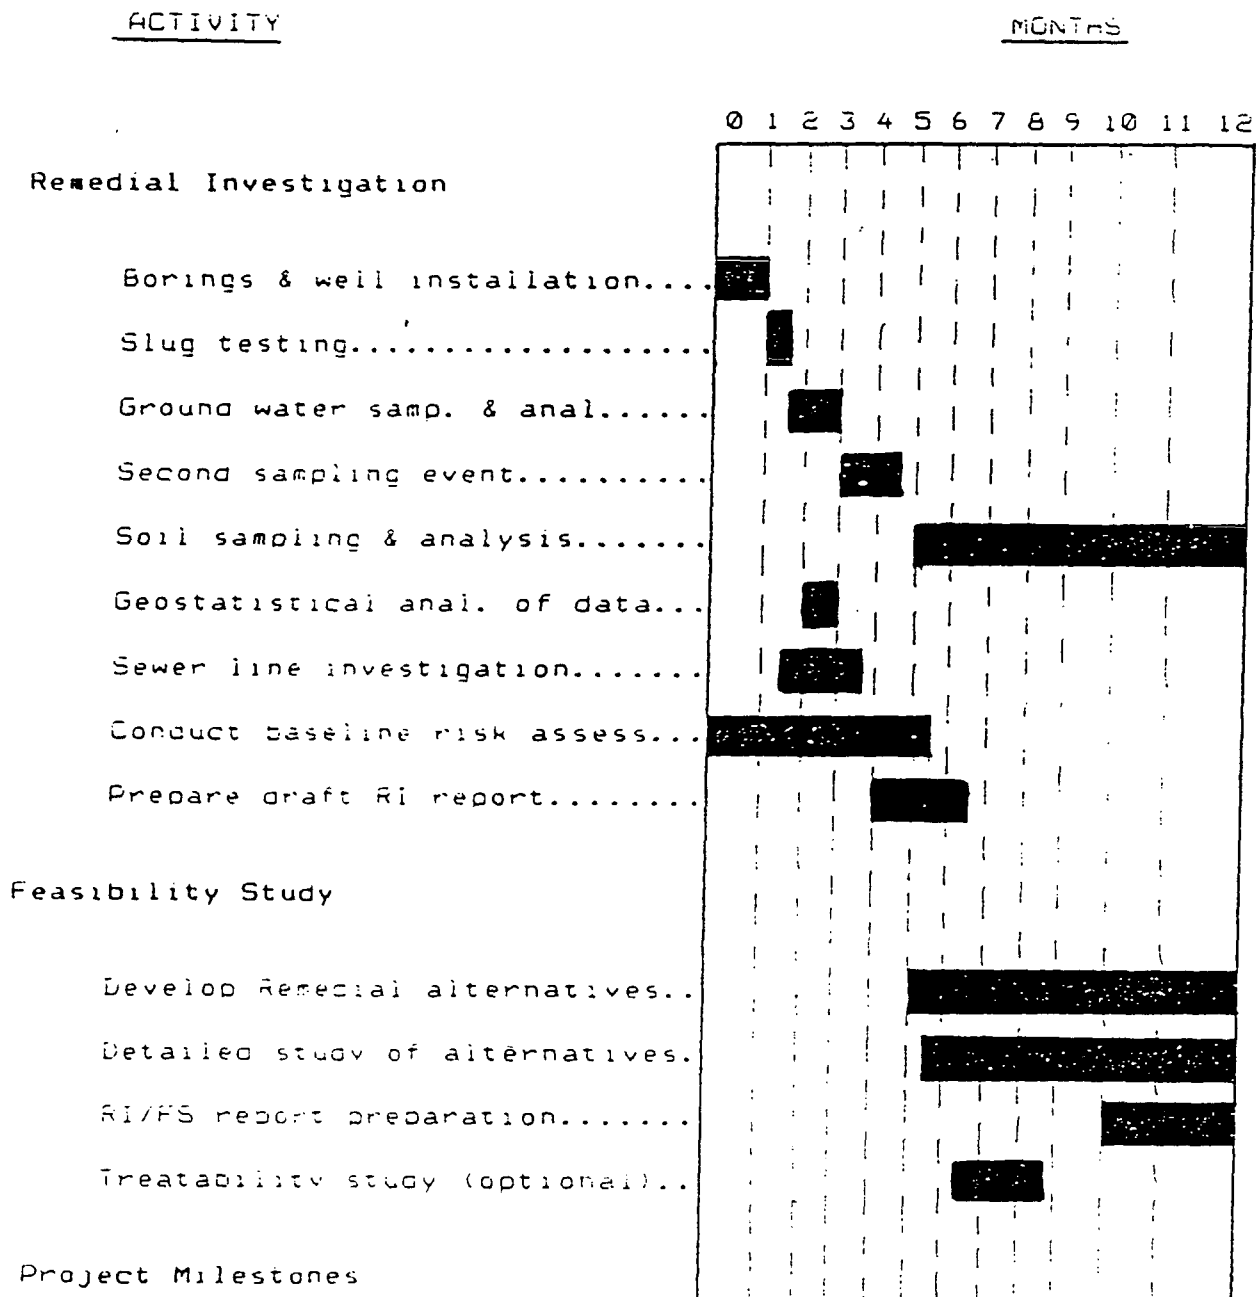 ACTIVITY MONTHS
0 1 2 3 4 5 6 7 8 9 10 11 12
Remedial Investigation
Borings & well installation....
Slug testing...................
Ground water samp. & anal......
Second sampling event..........
Soil sampling & analysis.......
Geostatistical anal. of data...
Sewer line investigation.......
Conduct baseline risk assess...
Prepare draft RI report........
Feasibility Study
Develop Remedial alternatives..
Detailed study of alternatives.
RI/FS report preparation.......
Treatability study (optional)..
Project Milestones